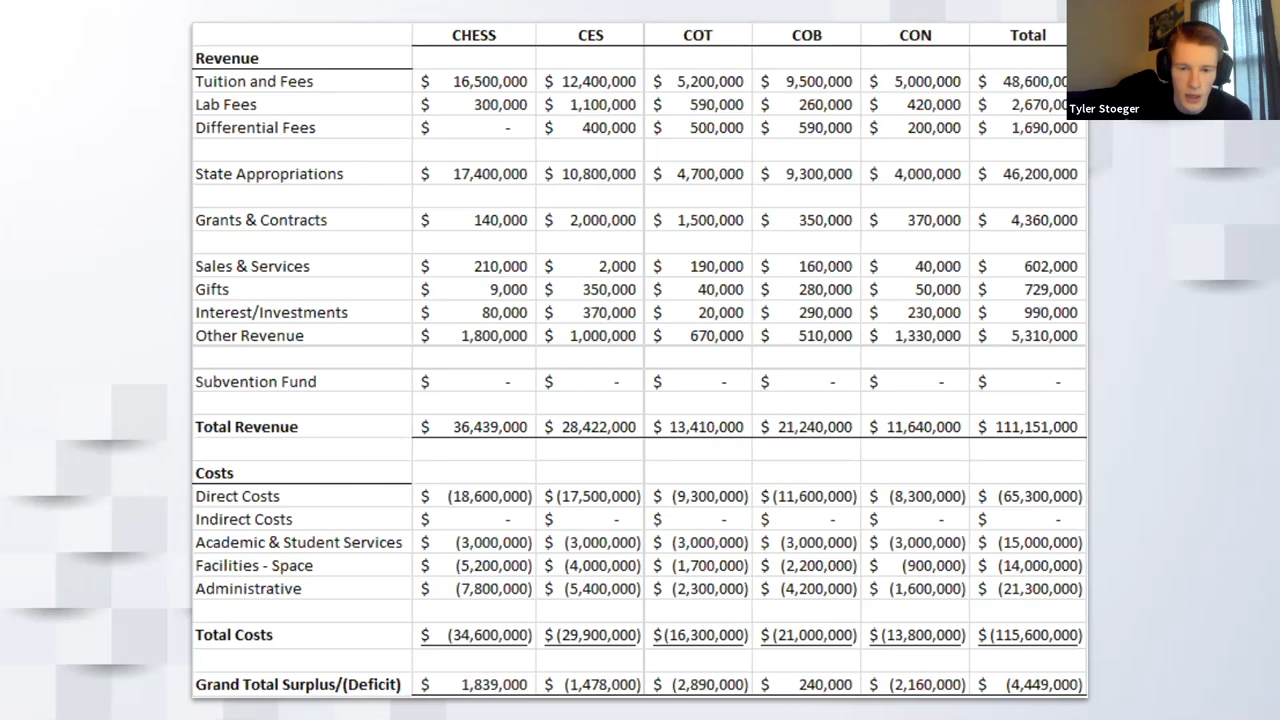 CHESS CES COT COB CON Total
Revenue
Tuition and Fees $ 16,500,000 $ 12,400,000 $ 5,200,000 $ 9,500,000 $ 5,000,000 $ 48,600,00
Tyler Stoeger
Lab Fees $ 300,000 $ 1,100,000 $ 590,000 $ 260,000 $ 420,000 $ 2,670,00
Differential Fees $ - $ 400,000 $ 500,000 $ 590,000 $ 200,000 $ 1,690,000
State Appropriations $ 17,400,000 $ 10,800,000 $ 4,700,000 $ 9,300,000 $ 4,000,000 $ 46,200,000
Grants & Contracts $ 140,000 $ 2,000,000 $ 1,500,000 $ 350,000 $ 370,000 $ 4,360,000
Sales & Services $ 210,000 $ 2,000 $ 190,000 $ 160,000 $ 40,000 $ 602,000
Gifts $ 9,000 $ 350,000 $ 40,000 $ 280,000 $ 50,000 $ 729,000
Interest/Investments $ 80,000 $ 370,000 $ 20,000 $ 290,000 $ 230,000 $ 990,000
Other Revenue $ 1,800,000 $ 1,000,000 $ 670,000 $ 510,000 $ 1,330,000 $ 5,310,000
Subvention Fund $ - $ - $ - $ - $ - $ -
Total Revenue $ 36,439,000 $ 28,422,000 $ 13,410,000 $ 21,240,000 $ 11,640,000 $ 111,151,000
Costs
Direct Costs $ (18,600,000) $ (17,500,000) $ (9,300,000) $ (11,600,000) $ (8,300,000) $ (65,300,000)
Indirect Costs $ - $ - $ - $ - $ - $ -
Academic & Student Services $ (3,000,000) $ (3,000,000) $ (3,000,000) $ (3,000,000) $ (3,000,000) $ (15,000,000)
Facilities - Space $ (5,200,000) $ (4,000,000) $ (1,700,000) $ (2,200,000) $ (900,000) $ (14,000,000)
Administrative $ (7,800,000) $ (5,400,000) $ (2,300,000) $ (4,200,000) $ (1,600,000) $ (21,300,000)
Total Costs $ (34,600,000) $ (29,900,000) $ (16,300,000) $ (21,000,000) $ (13,800,000) $ (115,600,000)
Grand Total Surplus/(Deficit) $ 1,839,000 $ (1,478,000) $ (2,890,000) $ 240,000 $ (2,160,000) $ (4,449,000)